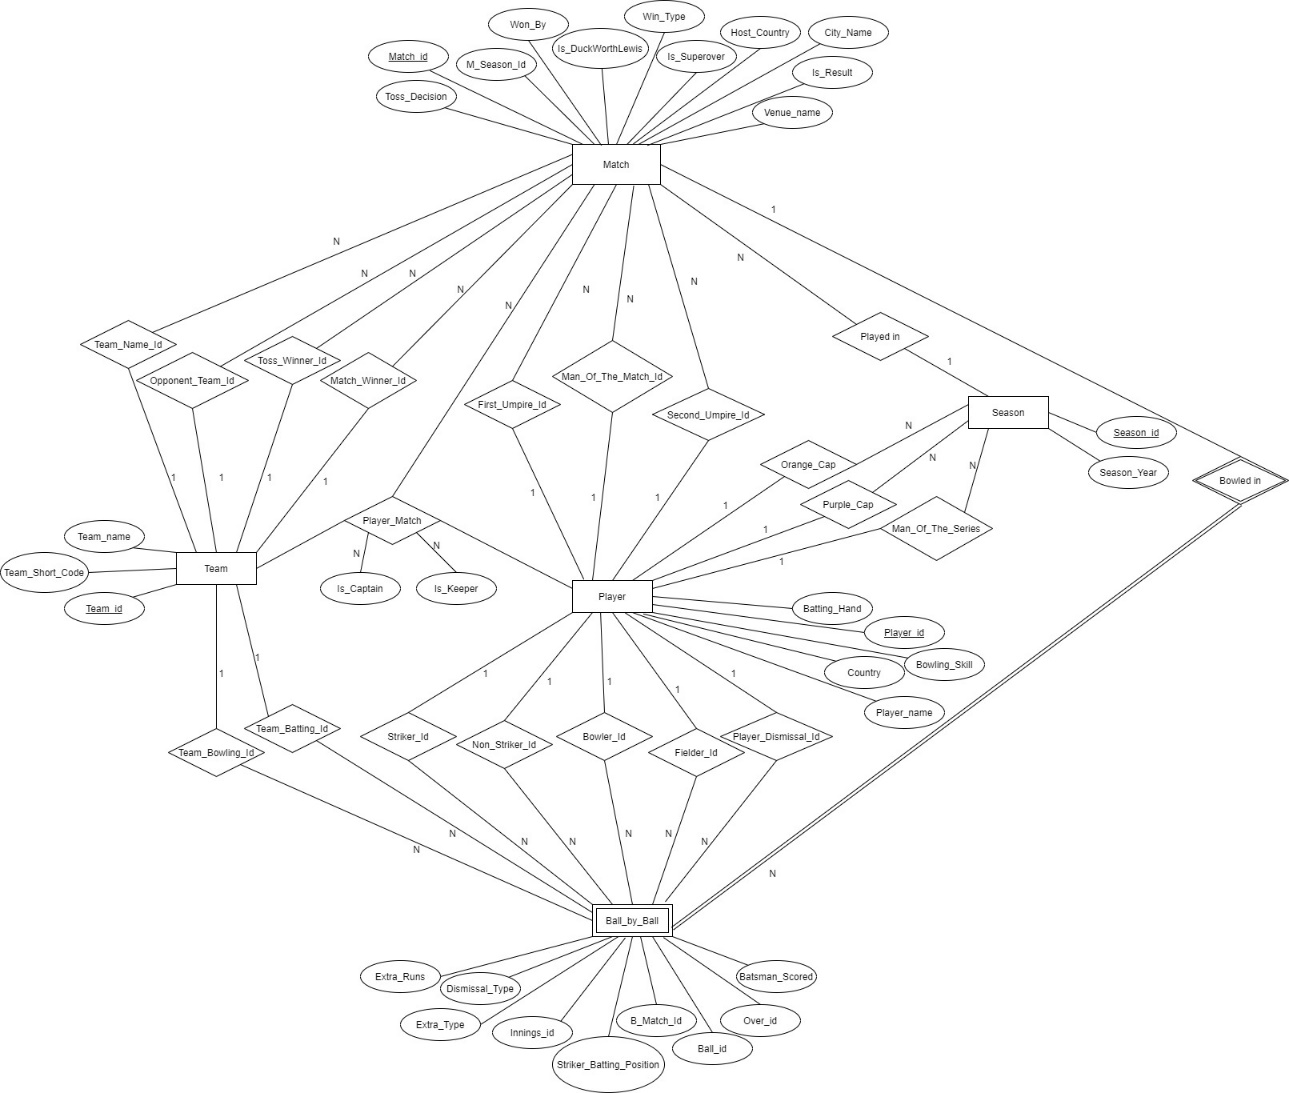 Win_Type
Won_By
Host_Country
City_Name
Is_DuckWorthLewis
Match_id
Is_Superover
M_Season_Id
Is_Result
Toss_Decision
Venue_name
Match
1
N
N
N
N
N
N
N
N
N
N
Played in
Team_Name_Id
Toss_Winner_Id
1
Opponent_Team_Id
Match_Winner_Id
Man_Of_The_Match_Id
First_Umpire_Id
Second_Umpire_Id
Season
N
Season_id
N
Orange_Cap
N
Season_Year
1
1
1
1
Bowled in
1
1
1
1
Purple_Cap
Player_Match
1
Man_Of_The_Series
Team_name
N
N
1
Team_Short_Code
Team
Is_Captain
Is_Keeper
Player
Team_id
Batting_Hand
Player_id
1
Bowling_Skill
1
1
Country
1
1
1
1
Player_name
Team_Batting_Id
Striker_Id
Non_Striker_Id
Bowler_Id
Player_Dismissal_Id
Team_Bowling_Id
Fielder_Id
N
N
N
N
N
N
N
N
Ball_by_Ball
Extra_Runs
Batsman_Scored
Dismissal_Type
Extra_Type
Innings_id
B_Match_Id
Over_id
Ball_id
Striker_Batting_Position